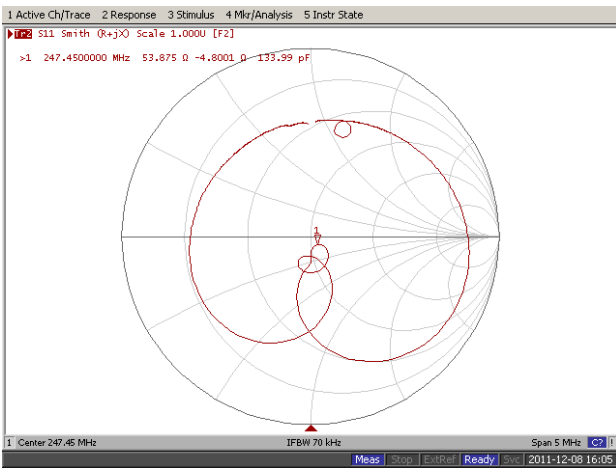 1 Active Ch/Trace 2 Response 3 Stimulus 4 Mkr/Analysis 5 Instr State
Tr2 S11 Smith (R+jX) Scale 1.000U [F2]
>1 247.4500000 MHz 53.875 Ω -4.8001 Ω 133.99 pF
1
1 Center 247.45 MHz IFBW 70 kHz Span 5 MHz C? !
Meas Stop ExtRef Ready Svc 2011-12-08 16:05